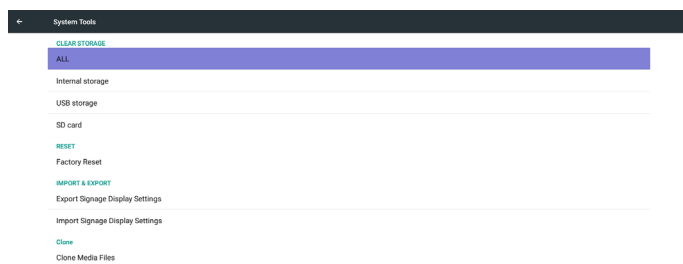 System Tools
CLEAR STORAGE
ALL
Internal storage
USB storage
SD card
RESET
Factory Reset
IMPORT & EXPORT
Export Signage Display Settings
Import Signage Display Settings
Clone
Clone Media Files